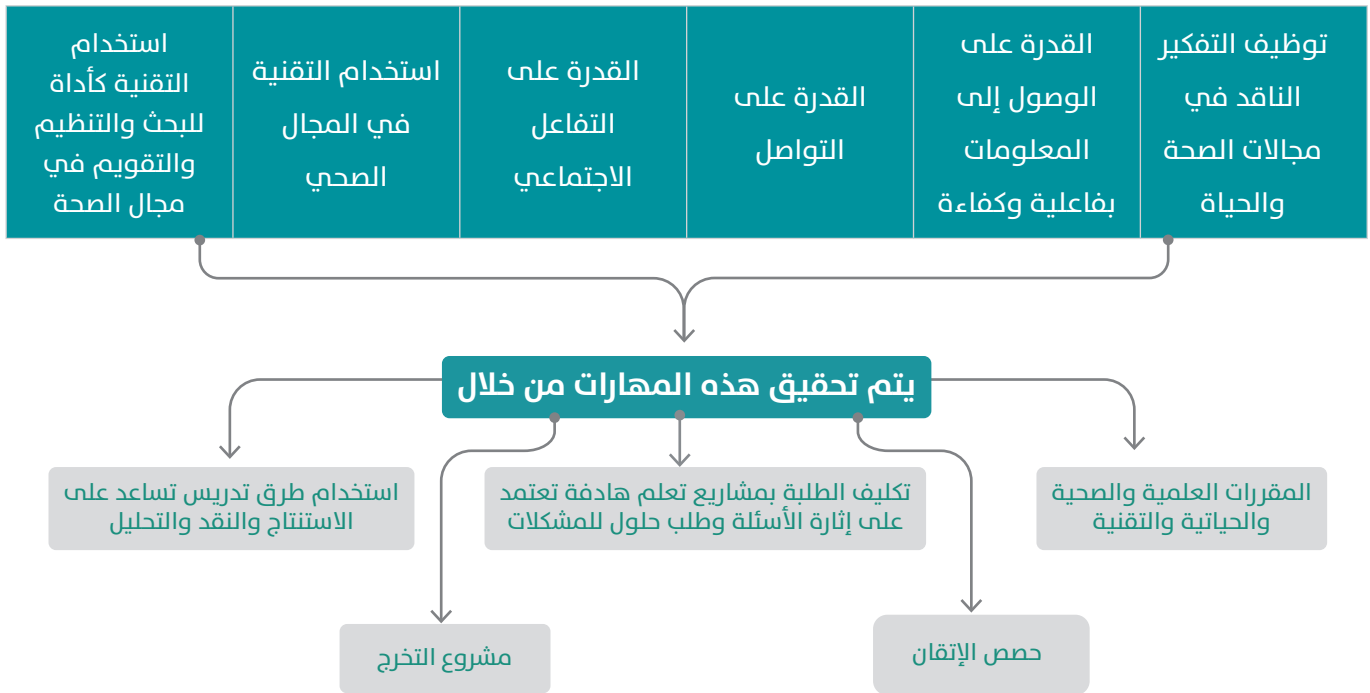 توظيف التفكير
الناقد في
مجالات الصحة
والحياة
القدرة على
الوصول إلى
المعلومات
بفاعلية وكفاءة
القدرة على
التواصل
القدرة على
التفاعل
الاجتماعي
استخدام التقنية
في المجال
الصحي
استخدام
التقنية كأداة
للبحث والتنظيم
والتقويم في
مجال الصحة
يتم تحقيق هذه المهارات من خلال
المقررات العلمية والصحية
والحياتية والتقنية
تكليف الطلبة بمشاريع تعلم هادفة تعتمد
على إثارة الأسئلة وطلب حلول للمشكلات
استخدام طرق تدريس تساعد على
الاستنتاج والنقد والتحليل
حصص الإتقان
مشروع التخرج